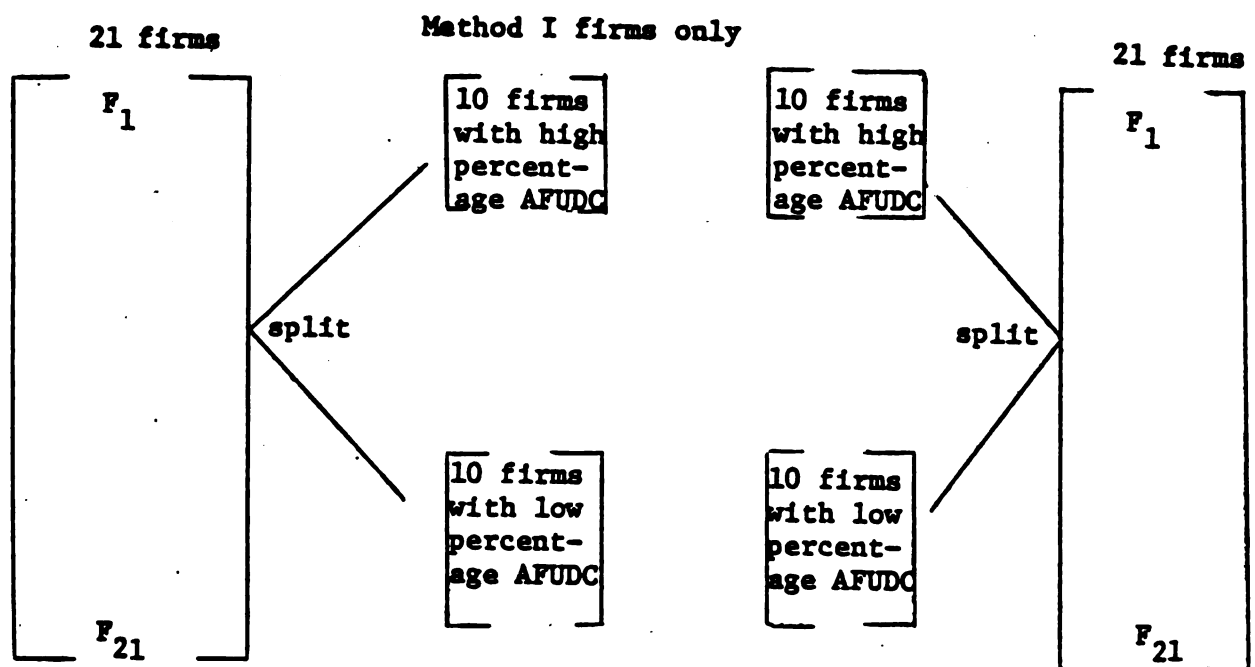 21 firms
Method I firms only
21 firms
F1
10 firms
with high
percent-
age AFUDC
10 firms
with high
percent-
age AFUDC
F1
split
split
10 firms
with low
percent-
age AFUDC
10 firms
with low
percent-
age AFUDC
F21
F21